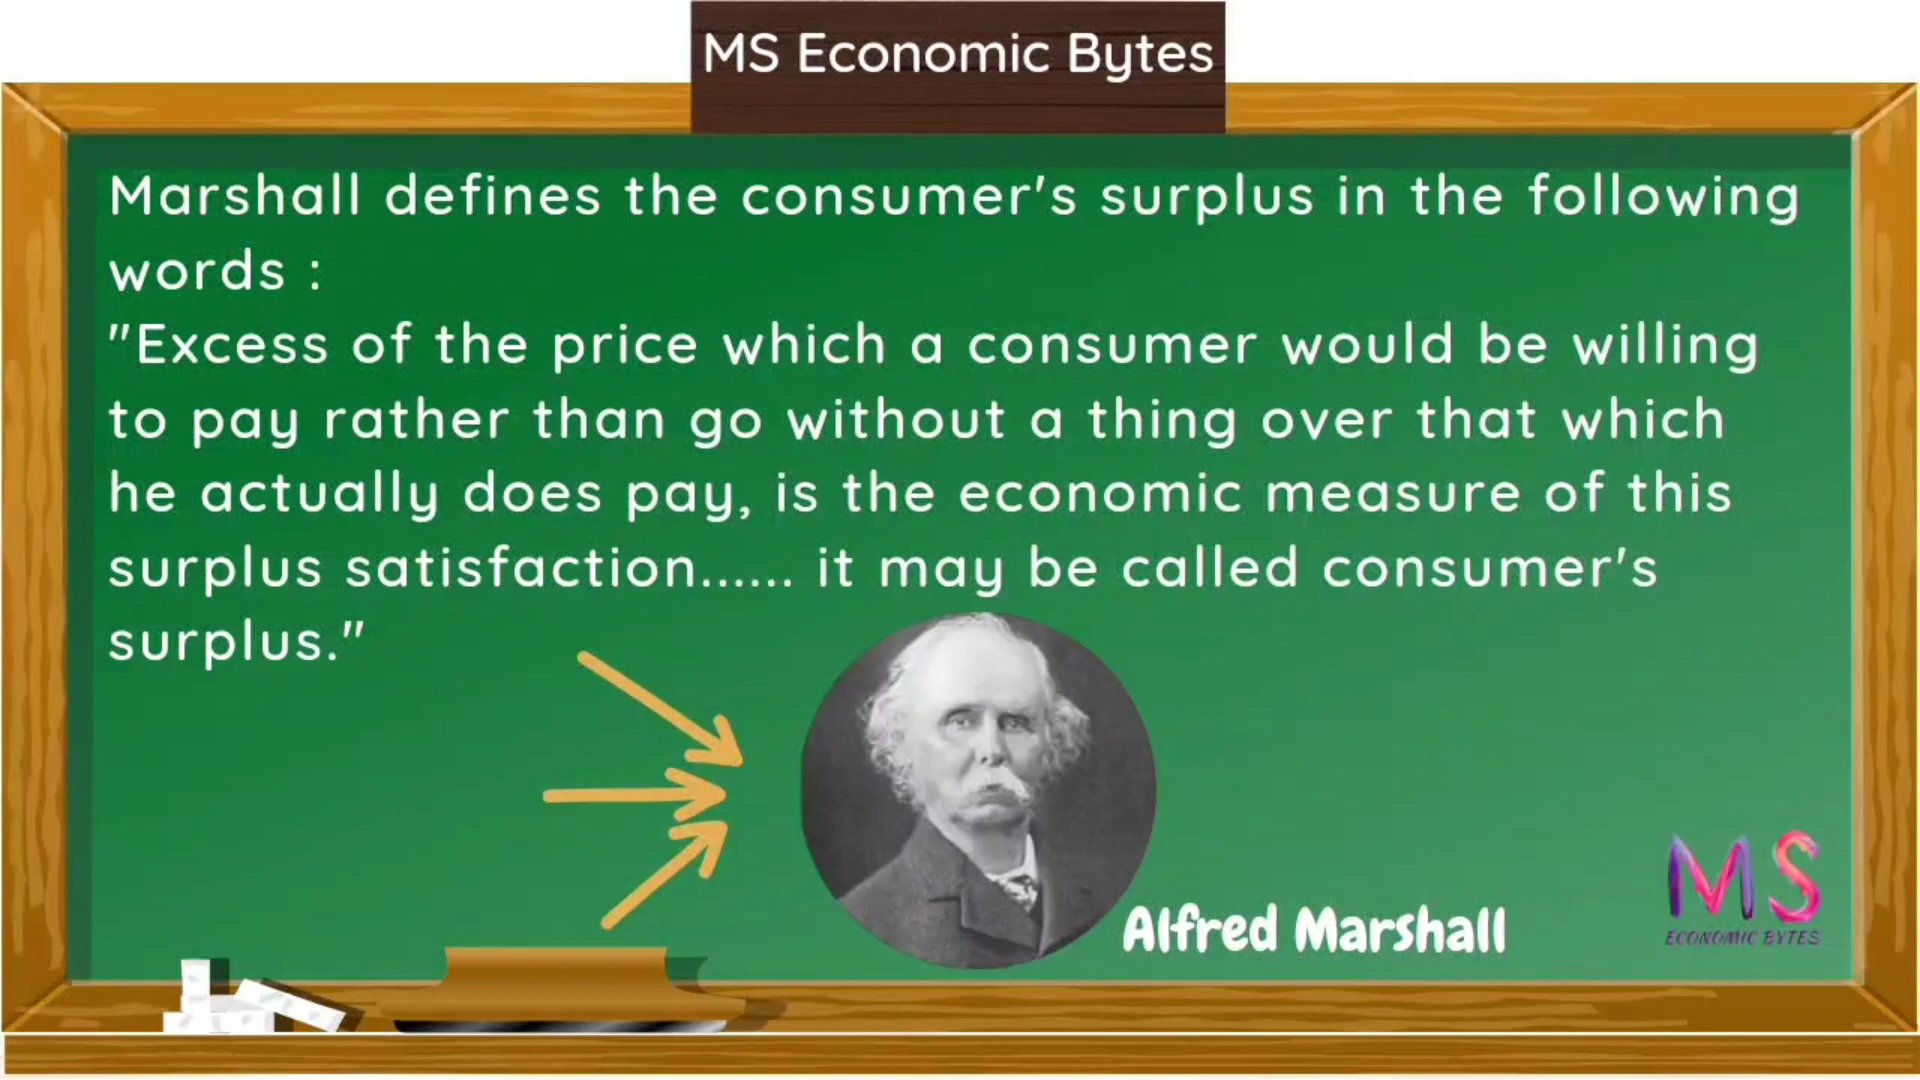 MS Economic Bytes
Marshall defines the consumer's surplus in the following
words :
"Excess of the price which a consumer would be willing
to pay rather than go without a thing over that which
he actually does pay, is the economic measure of this
surplus satisfaction...... it may be called consumer's
surplus."
Alfred Marshall
MS
ECONOMIC BYTES